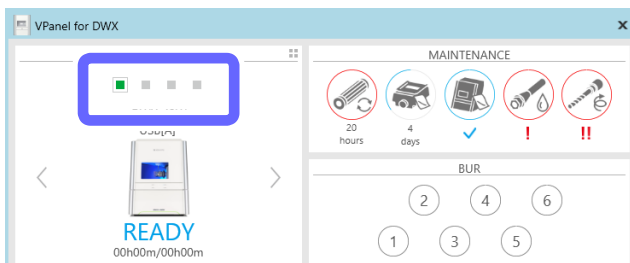 VPanel for DWX
x
MAINTENANCE
20
hours
4
days
!
!!
USB[A]
READY
00h00m/00h00m
BUR
2
4
6
1
3
5